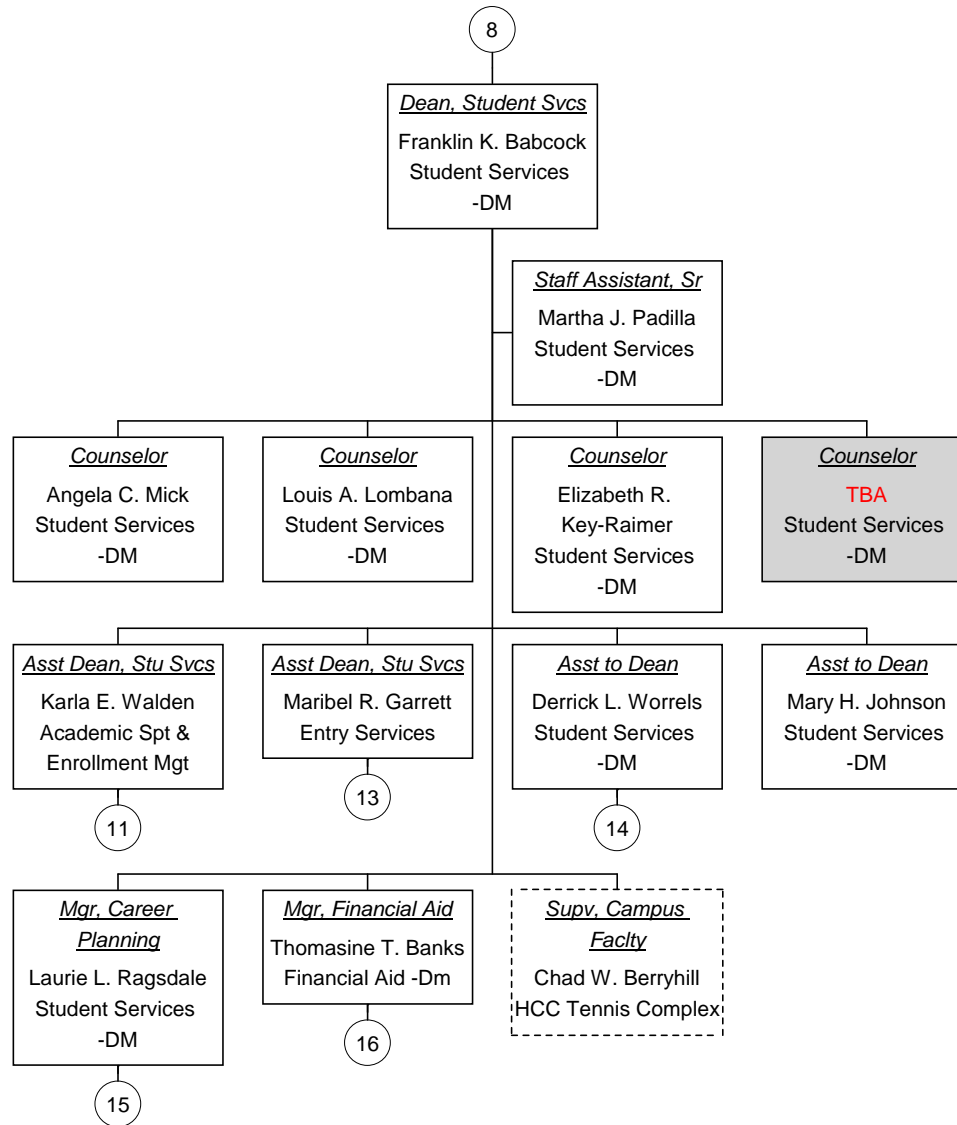 8
Dean, Student Svcs
Franklin K. Babcock
Student Services
-DM
Staff Assistant, Sr
Martha J. Padilla
Student Services
-DM
Counselor
Angela C. Mick
Student Services
-DM
Counselor
Louis A. Lombana
Student Services
-DM
Counselor
Elizabeth R.
Key-Raimer
Student Services
-DM
Counselor
TBA
Student Services
-DM
Asst Dean, Stu Svcs
Karla E. Walden
Academic Spt &
Enrollment Mgt
11
Asst Dean, Stu Svcs
Maribel R. Garrett
Entry Services
13
Asst to Dean
Derrick L. Worrels
Student Services
-DM
14
Asst to Dean
Mary H. Johnson
Student Services
-DM
Mgr, Career
Planning
Laurie L. Ragsdale
Student Services
-DM
15
Mgr, Financial Aid
Thomasine T. Banks
Financial Aid -Dm
16
Supv, Campus
Faclty
Chad W. Berryhill
HCC Tennis Complex